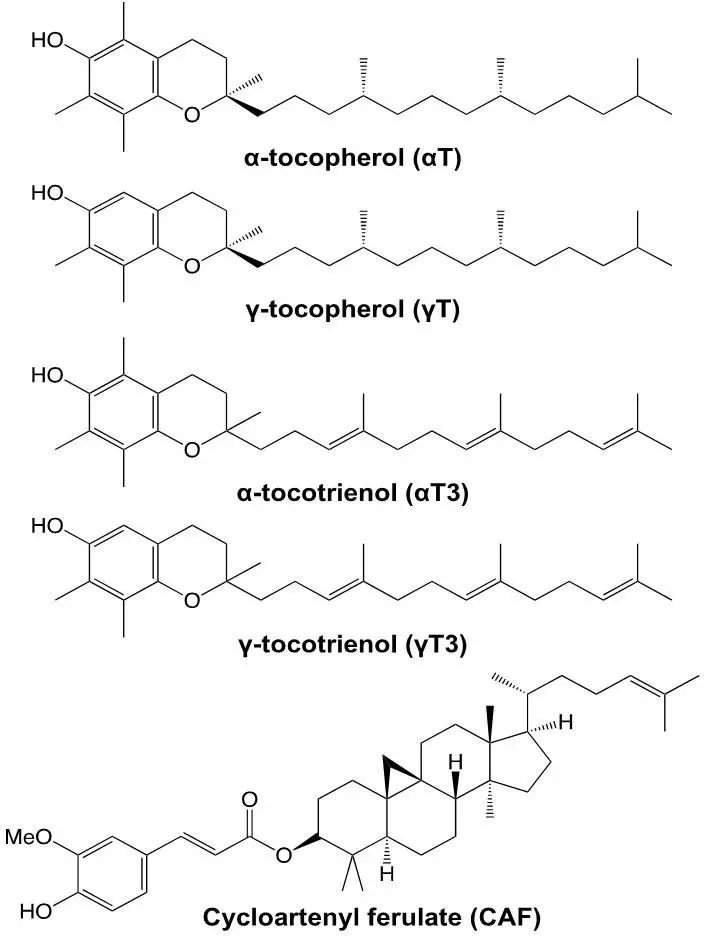 HO
O
α-tocopherol (αT)
HO
O
γ-tocopherol (γT)
HO
O
α-tocotrienol (αT3)
HO
O
γ-tocotrienol (γT3)
H
H
O
MeO
O
H
HO
Cycloartenyl ferulate (CAF)